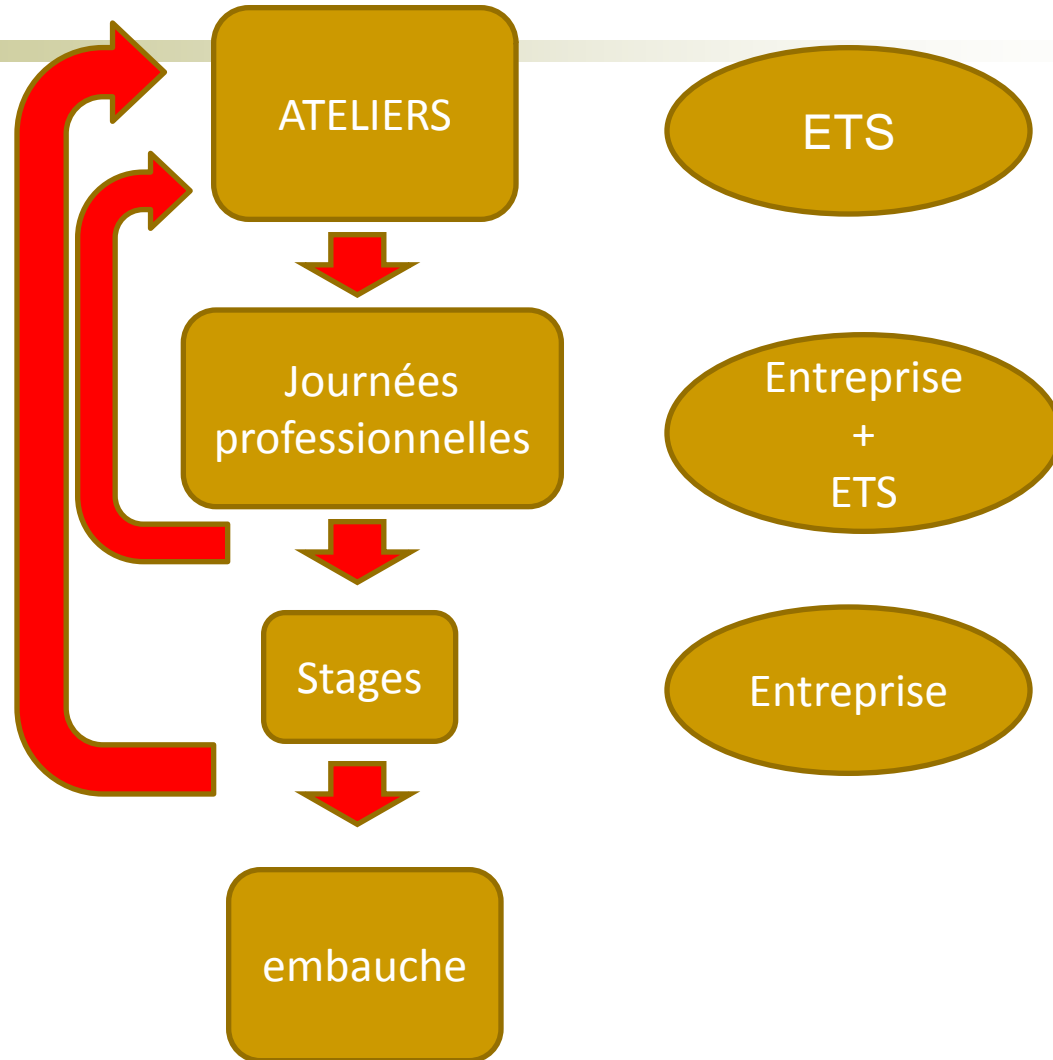 ATELIERS
ETS
Journées
professionnelles
Entreprise
+
ETS
Stages
Entreprise
embauche